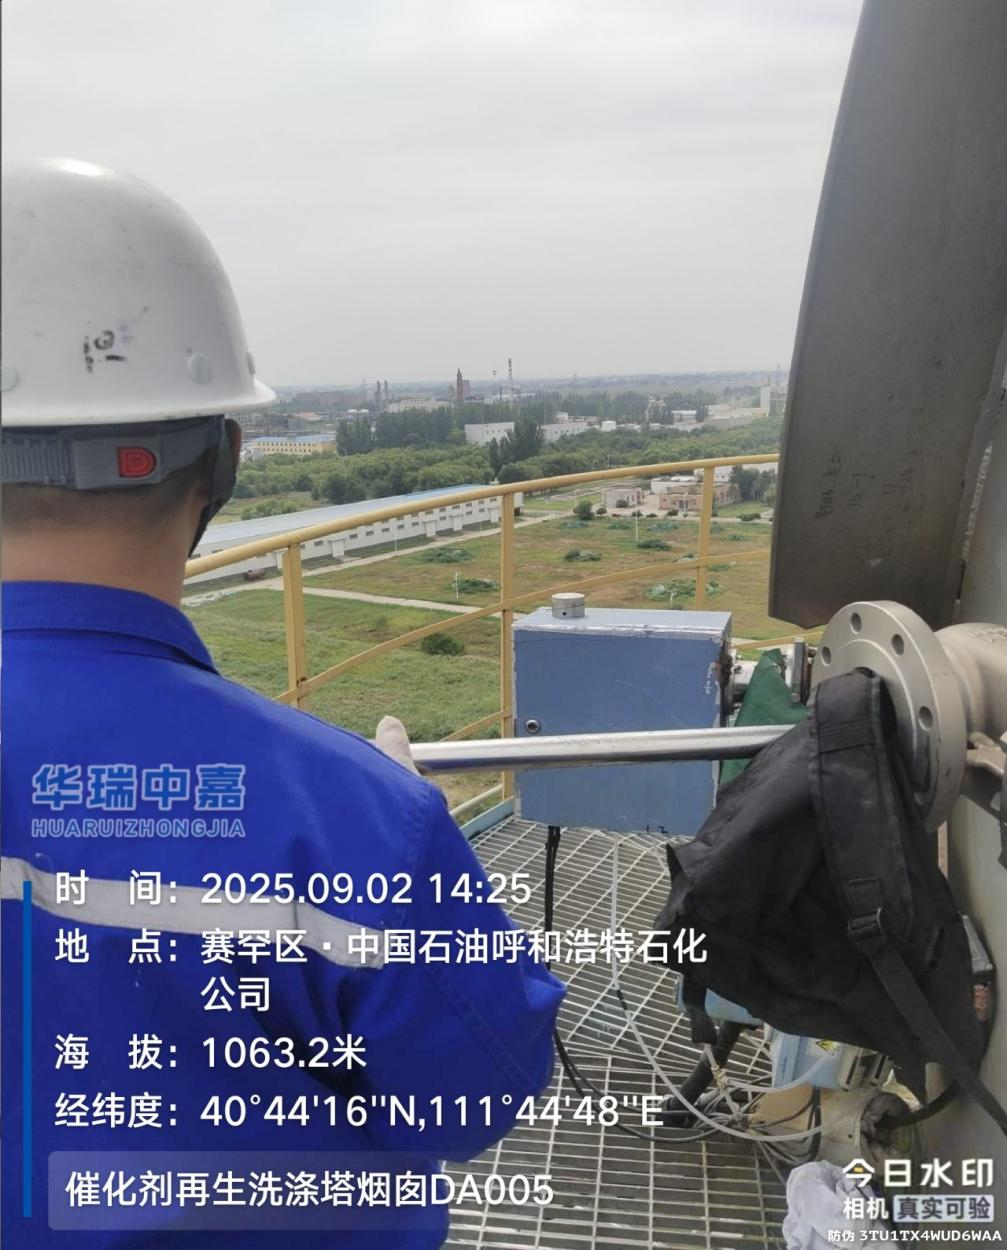 华瑞中嘉
HUARUIZHONGJIA
时 间：2025.09.02 14:25
地 点：赛罕区·中国石油呼和浩特石化
公司
海 拔：1063.2米
经纬度：40°44'16"N,111°44'48"E
催化剂再生洗涤塔烟囱DA005
今日水印
相机 真实可验
防伪 3TU1TX4WUD6WAA